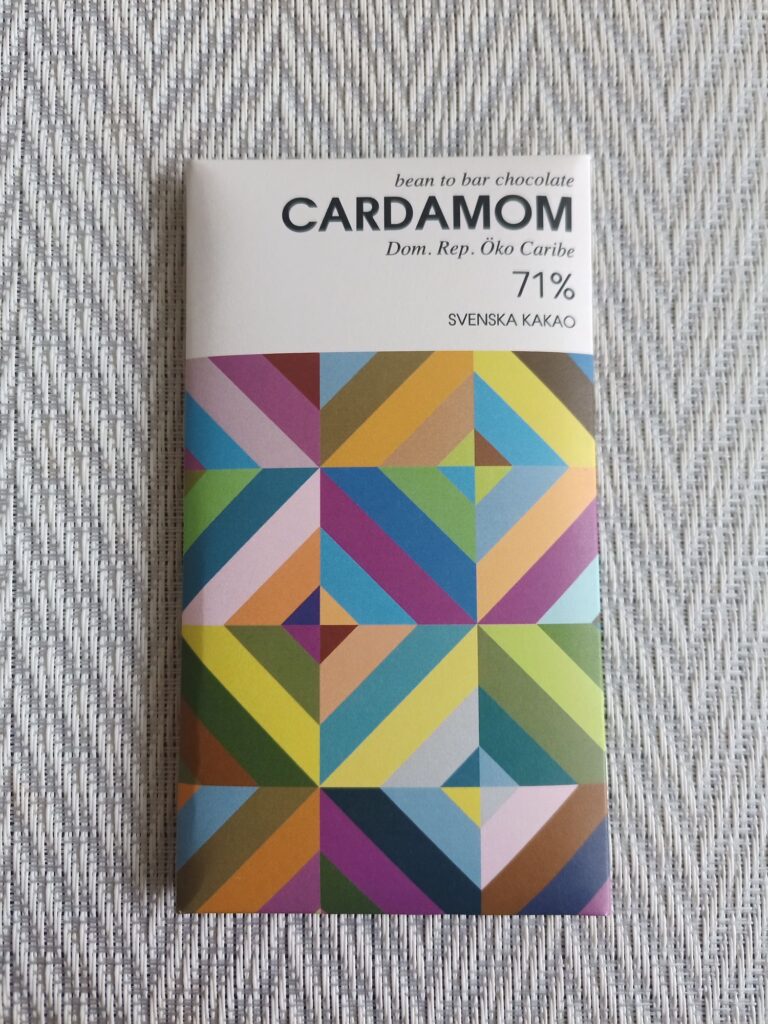 bean to bar chocolate
CARDAMOM
Dom. Rep. Öko Caribe
71%
SVENSKA KAKAO